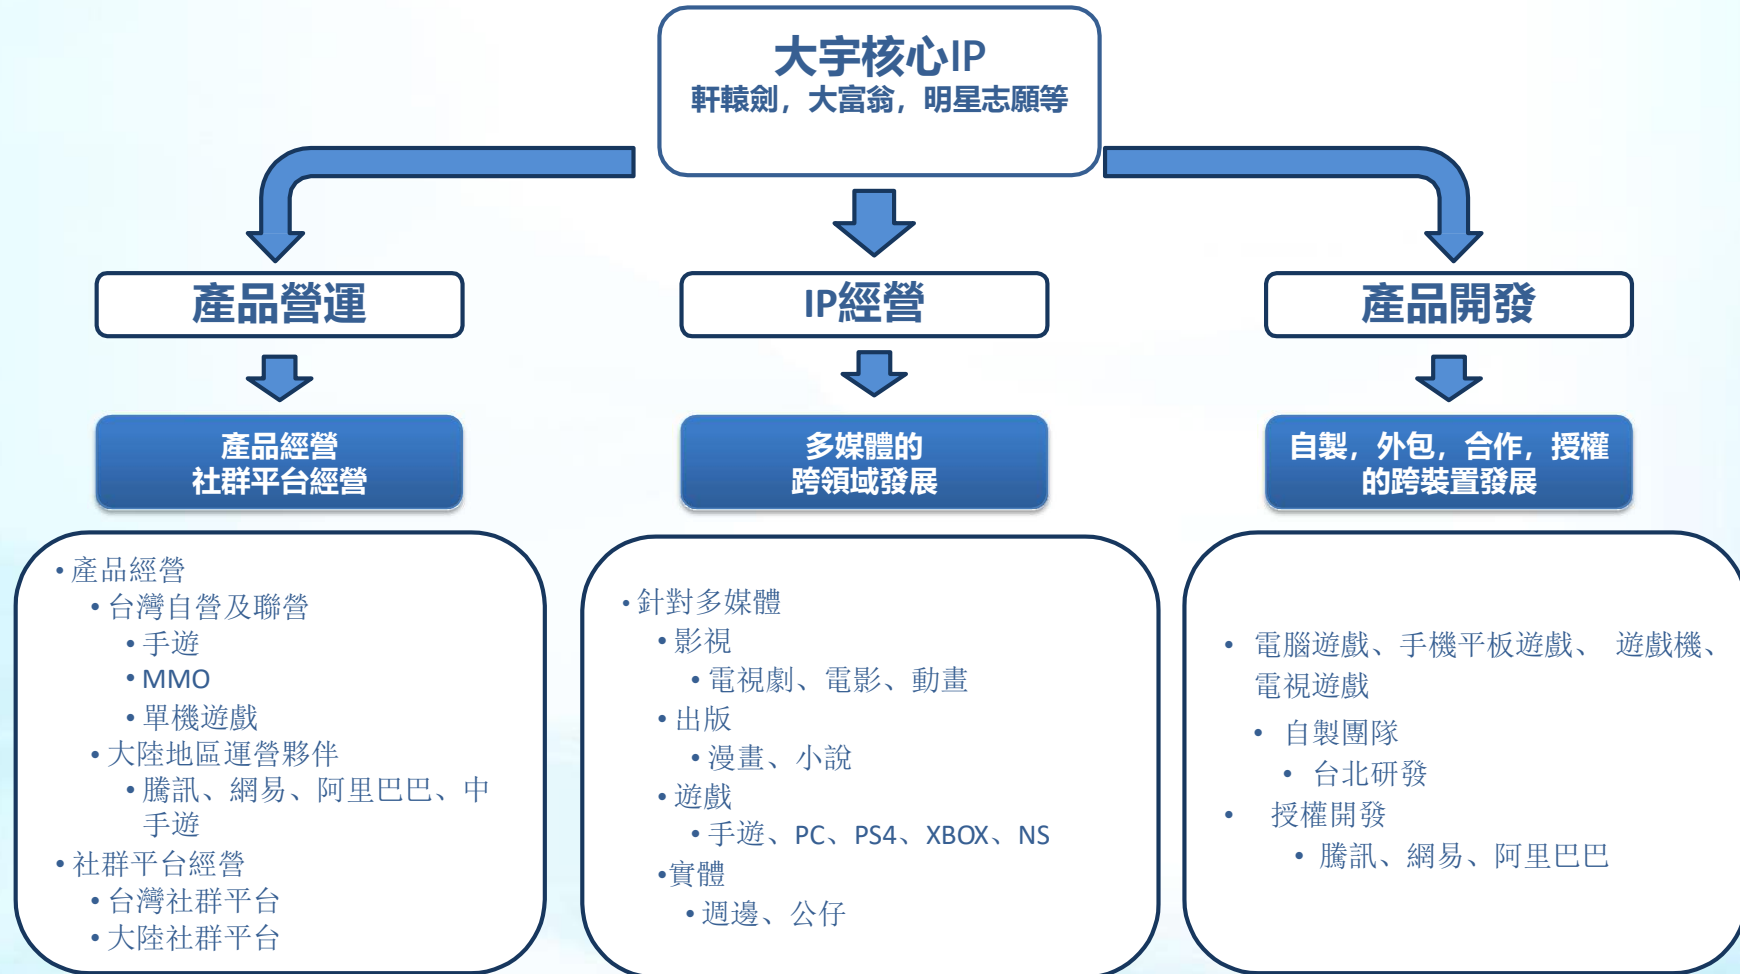 大宇核心IP
軒轅劍，大富翁，明星志願等
產品營運
IP經營
產品開發
產品經營
社群平台經營
多媒體的
跨領域發展
自製，外包，合作，授權
的跨裝置發展
• 產品經營
• 台灣自營及聯營
• 手遊
• MMO
• 單機遊戲
• 大陸地區運營夥伴
• 騰訊、網易、阿里巴巴、中
手遊
• 社群平台經營
• 台灣社群平台
• 大陸社群平台
• 針對多媒體
• 影視
• 電視劇、電影、動畫
• 出版
• 漫畫、小說
• 遊戲
• 手遊、PC、PS4、XBOX、NS
•實體
• 週邊、公仔
• 電腦遊戲、手機平板遊戲、 遊戲機、
電視遊戲
• 自製團隊
• 台北研發
• 授權開發
• 騰訊、網易、阿里巴巴